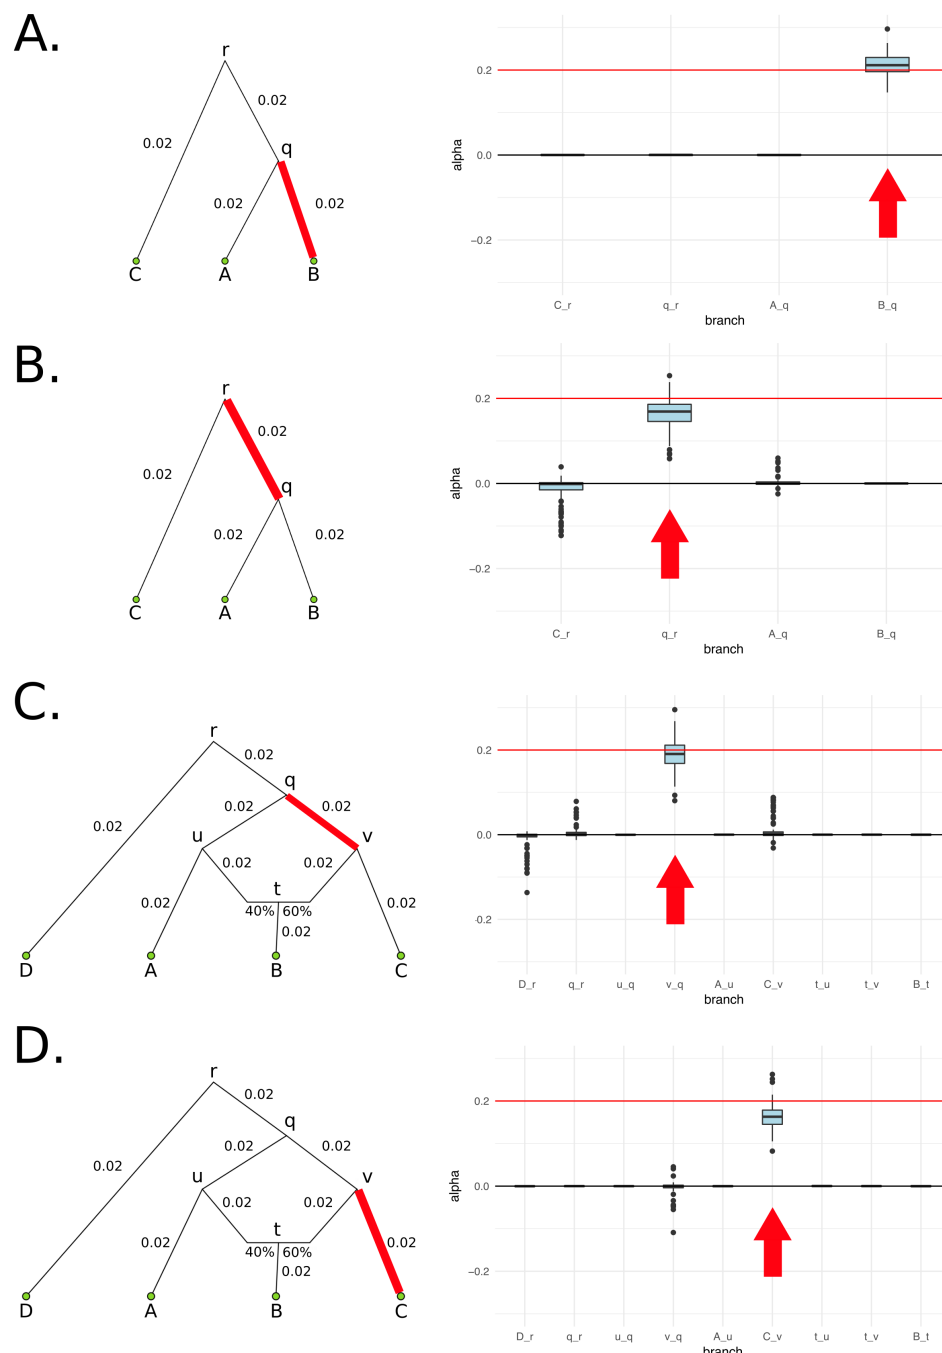 A.
r
0.02
0.02
q
0.02
0.02
C
A
B
alpha
0.2
0.0
−0.2
C_r
q_r
A_q
B_q
branch
B.
r
0.02
0.02
q
0.02
0.02
C
A
B
alpha
0.2
0.0
−0.2
C_r
q_r
A_q
B_q
branch
C.
r
0.02
q
0.02
0.02
0.02
u
v
0.02
0.02
t
40%
60%
0.02
0.02
0.02
D
A
B
C
alpha
0.2
0.0
−0.2
D_r
q_r
u_q
v_q
A_u
C_v
t_u
t_v
B_t
branch
D.
r
0.02
q
0.02
0.02
0.02
u
v
0.02
0.02
t
40%
60%
0.02
0.02
0.02
D
A
B
C
alpha
0.2
0.0
−0.2
D_r
q_r
u_q
v_q
A_u
C_v
t_u
t_v
B_t
branch